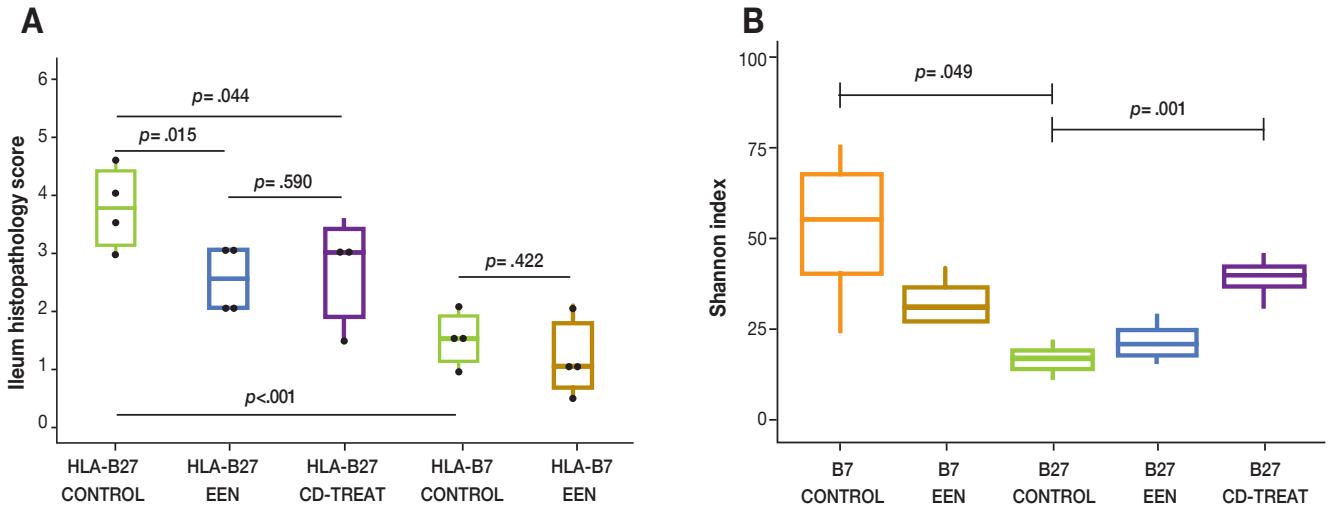 A
Ileum histopathology score
6
5
4
3
2
1
0
p= .044
p= .015
p= .590
p= .422
p<.001
HLA-B27 HLA-B27 HLA-B27 HLA-B7 HLA-B7
CONTROL EEN CD-TREAT CONTROL EEN
B
Shannon index
100
75
50
25
0
p= .049
p= .001
B7 B7 B27 B27 B27
CONTROL EEN CONTROL EEN CD-TREAT